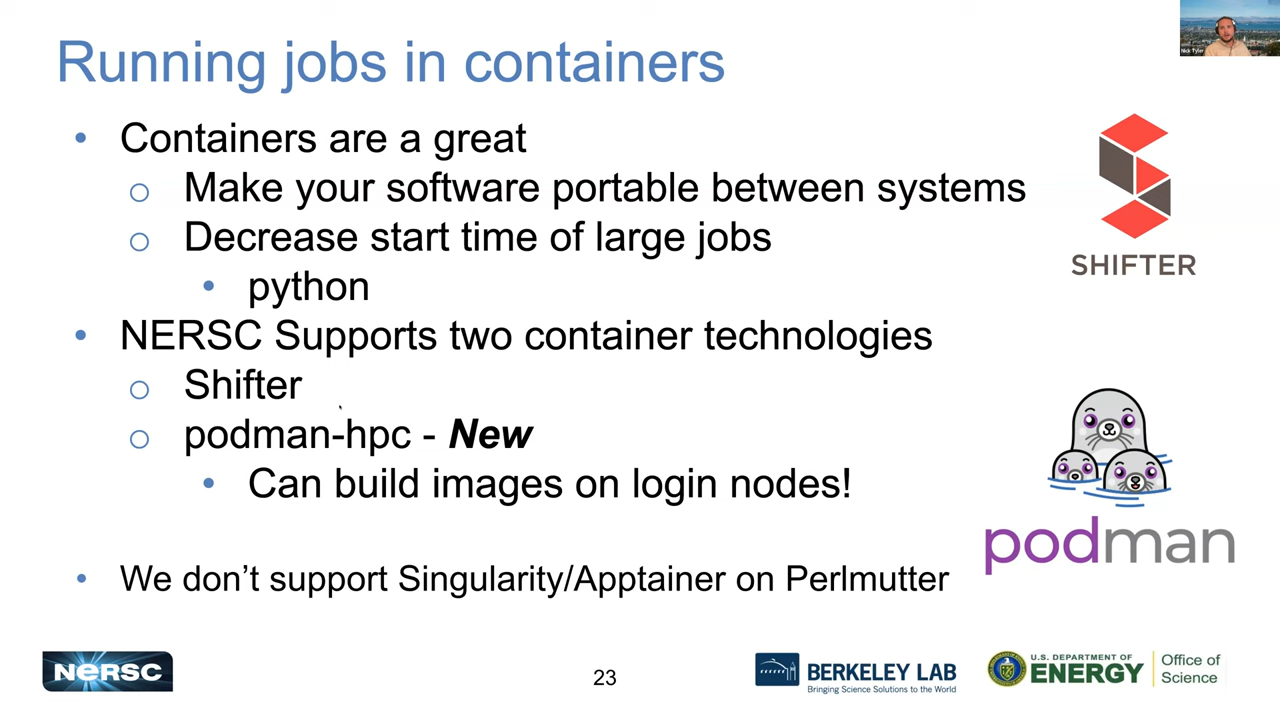 Running jobs in containers
Nick Tyler
• Containers are a great
o Make your software portable between systems
o Decrease start time of large jobs
• python
• NERSC Supports two container technologies
o Shifter
o podman-hpc - New
• Can build images on login nodes!
• We don't support Singularity/Apptainer on Perlmutter
SHIFTER
podman
NERSC
23
BERKELEY LAB
Bringing Science Solutions to the World
U.S. DEPARTMENT OF
ENERGY
Office of
Science